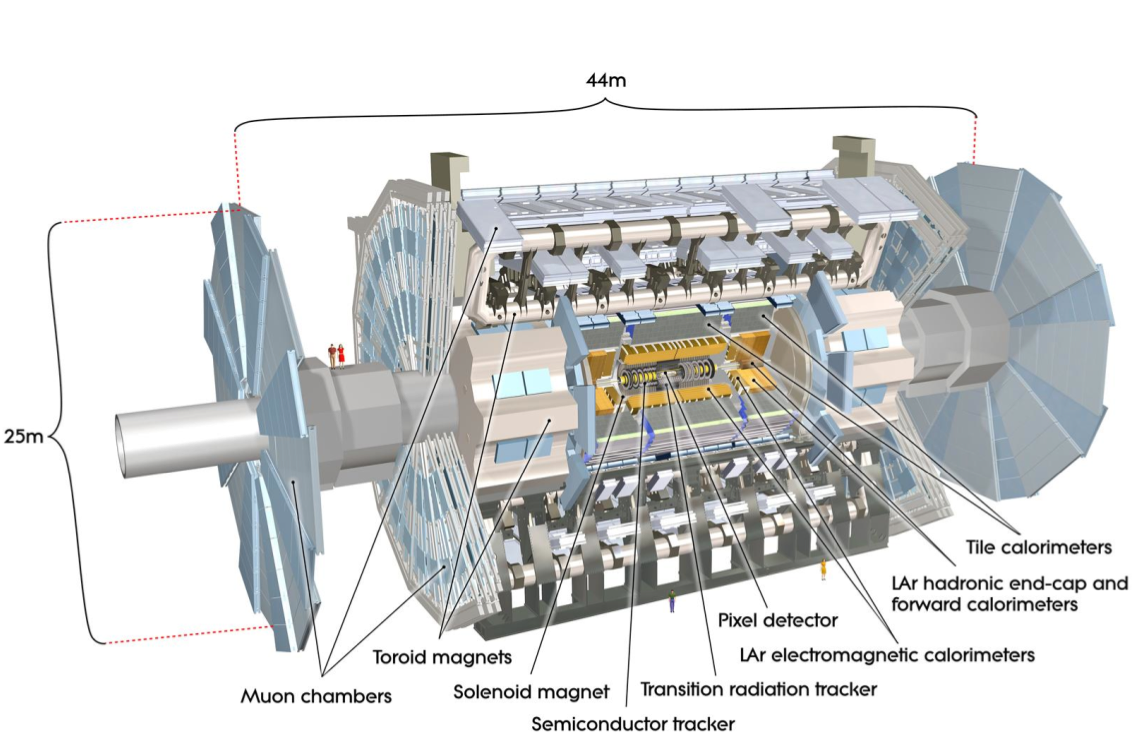 44m
25m
Tile calorimeters
LAr hadronic end-cap and
forward calorimeters
Pixel detector
LAr electromagnetic calorimeters
Toroid magnets
Muon chambers
Solenoid magnet
Transition radiation tracker
Semiconductor tracker